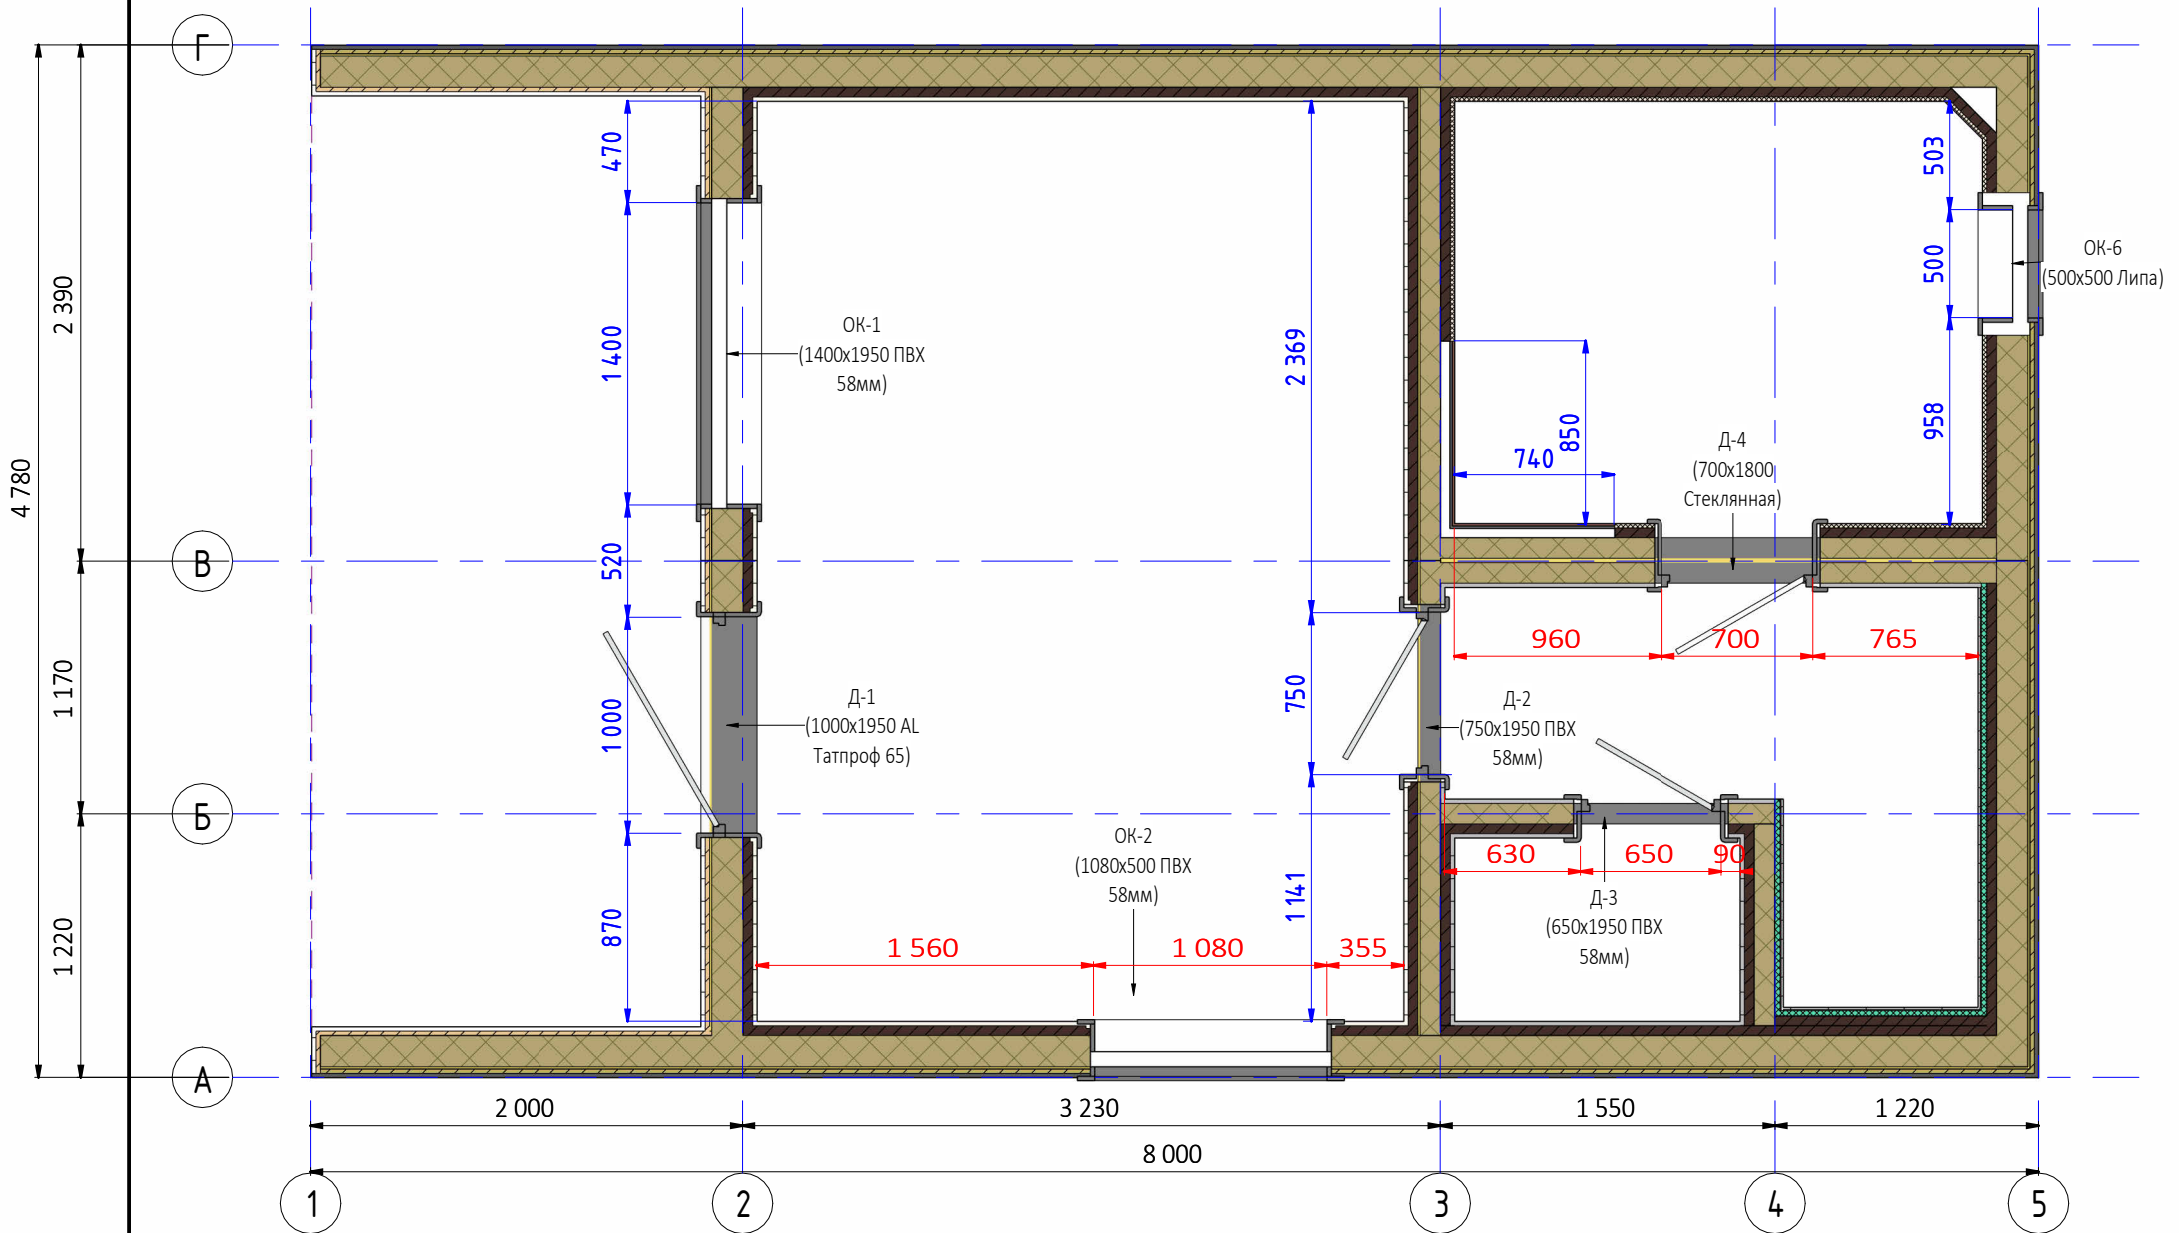 Г
470
503
ОК-6
(500x500 Липа)
500
2 390
ОК-1
(1400x1950 ПВХ
58мм)
1 400
2 369
850
958
740
Д-4
(700x1800
Стеклянная)
4 780
В
520
960
700
765
1 170
1 000
Д-1
(1000x1950 AL
Татпроф 65)
750
Д-2
(750x1950 ПВХ
58мм)
Б
ОК-2
(1080x500 ПВХ
58мм)
630
650
90
1 220
870
1 141
Д-3
(650x1950 ПВХ
58мм)
1 560
1 080
355
А
2 000
3 230
1 550
1 220
8 000
1
2
3
4
5